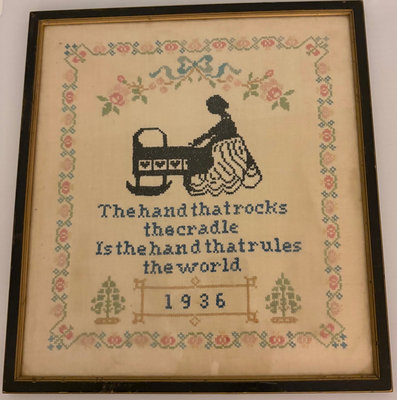 The hand that rocks
the cradle
Is the hand that rules
the world
1936